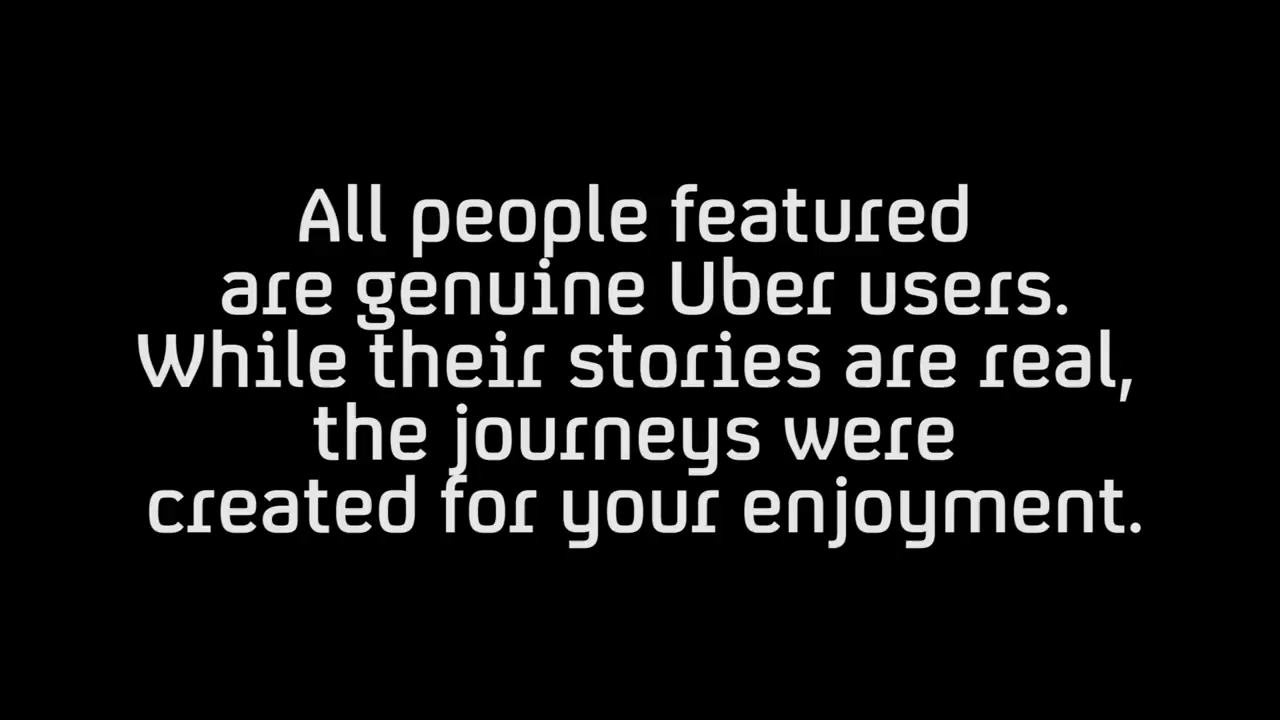 All people featured
are genuine Uber users.
While their stories are real,
the journeys were
created for your enjoyment.